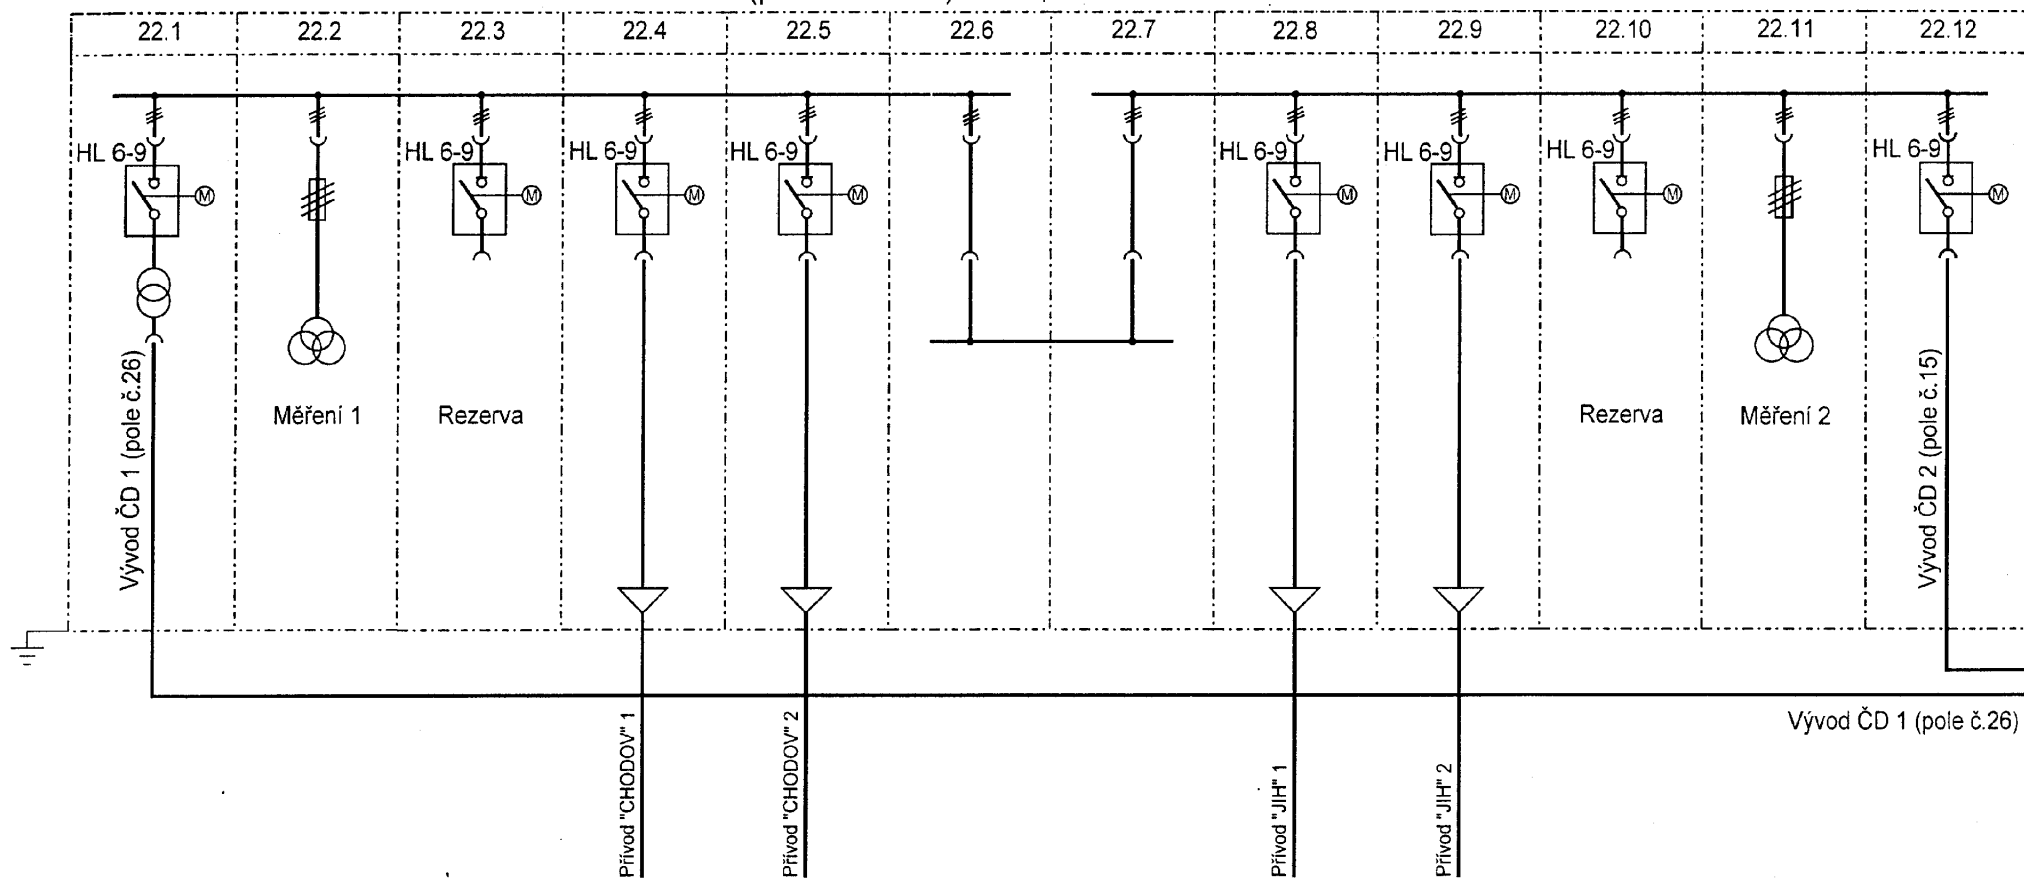 22.1 22.2 22.3 22.4 22.5 22.6 22.7 22.8 22.9 22.10 22.11 22.12
HL 6-9 HL 6-9 HL 6-9 HL 6-9 HL 6-9 HL 6-9 HL 6-9 HL 6-9
M M M M M M M M
Vývod ČD 1 (pole č.26)
Měření 1
Rezerva
Rezerva
Měření 2
Vývod ČD 2 (pole č.15)
Vývod ČD 1 (pole č.26)
Přívod "CHODOV" 1
Přívod "CHODOV" 2
Přívod "JIH" 1
Přívod "JIH" 2